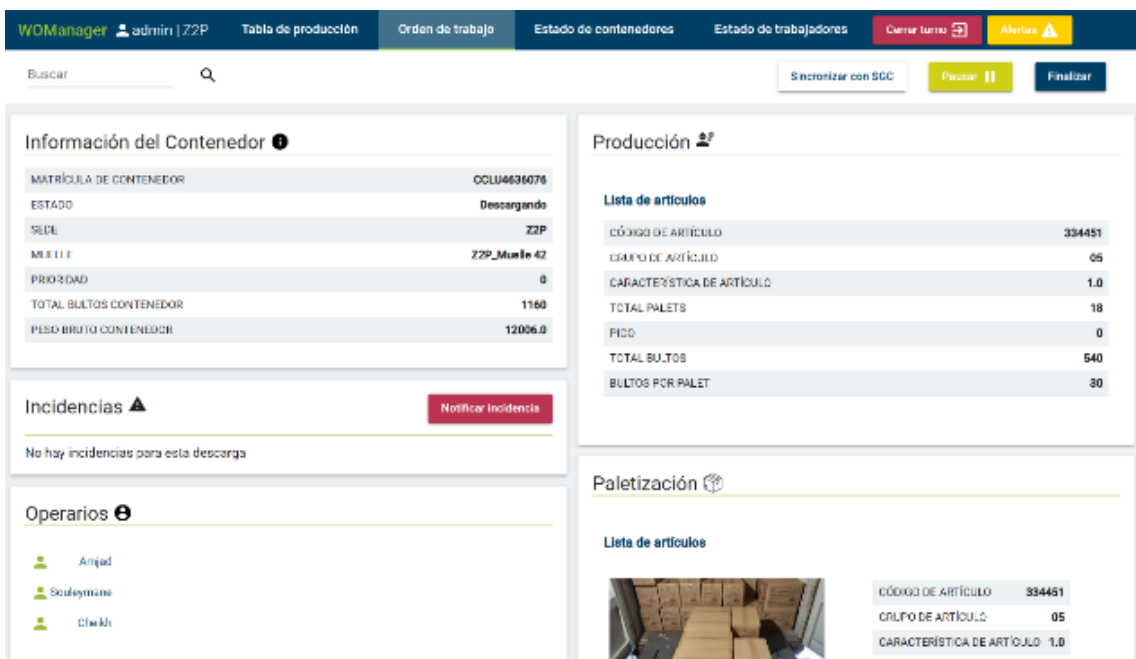 WOManager admin | Z2P Tabla de producción Orden de trabajo Estado de contenedores Estado de trabajadores Cerrar turno Alertas
Buscar Sincronizar con SGC Pausar Finalizar
Información del Contenedor
MATRÍCULA DE CONTENEDOR CCLU4636076
ESTADO Descargando
SEDE Z2P
MUELLE Z2P_Muelle 42
PRIORIDAD 0
TOTAL BULTOS CONTENEDOR 1160
PESO BRUTO CONTENEDOR 12006.0
Incidencias
Notificar incidencia
No hay incidencias para esta descarga
Operarios
Amjad
Souleymane
Cheikh
Producción
Lista de artículos
CÓDIGO DE ARTÍCULO 334451
GRUPO DE ARTÍCULO 05
CARACTERÍSTICA DE ARTÍCULO 1.0
TOTAL PALETS 18
PICO 0
TOTAL BULTOS 540
BULTOS POR PALET 30
Paletización
Lista de artículos
CÓDIGO DE ARTÍCULO 334451
GRUPO DE ARTÍCULO 05
CARACTERÍSTICA DE ARTÍCULO 1.0